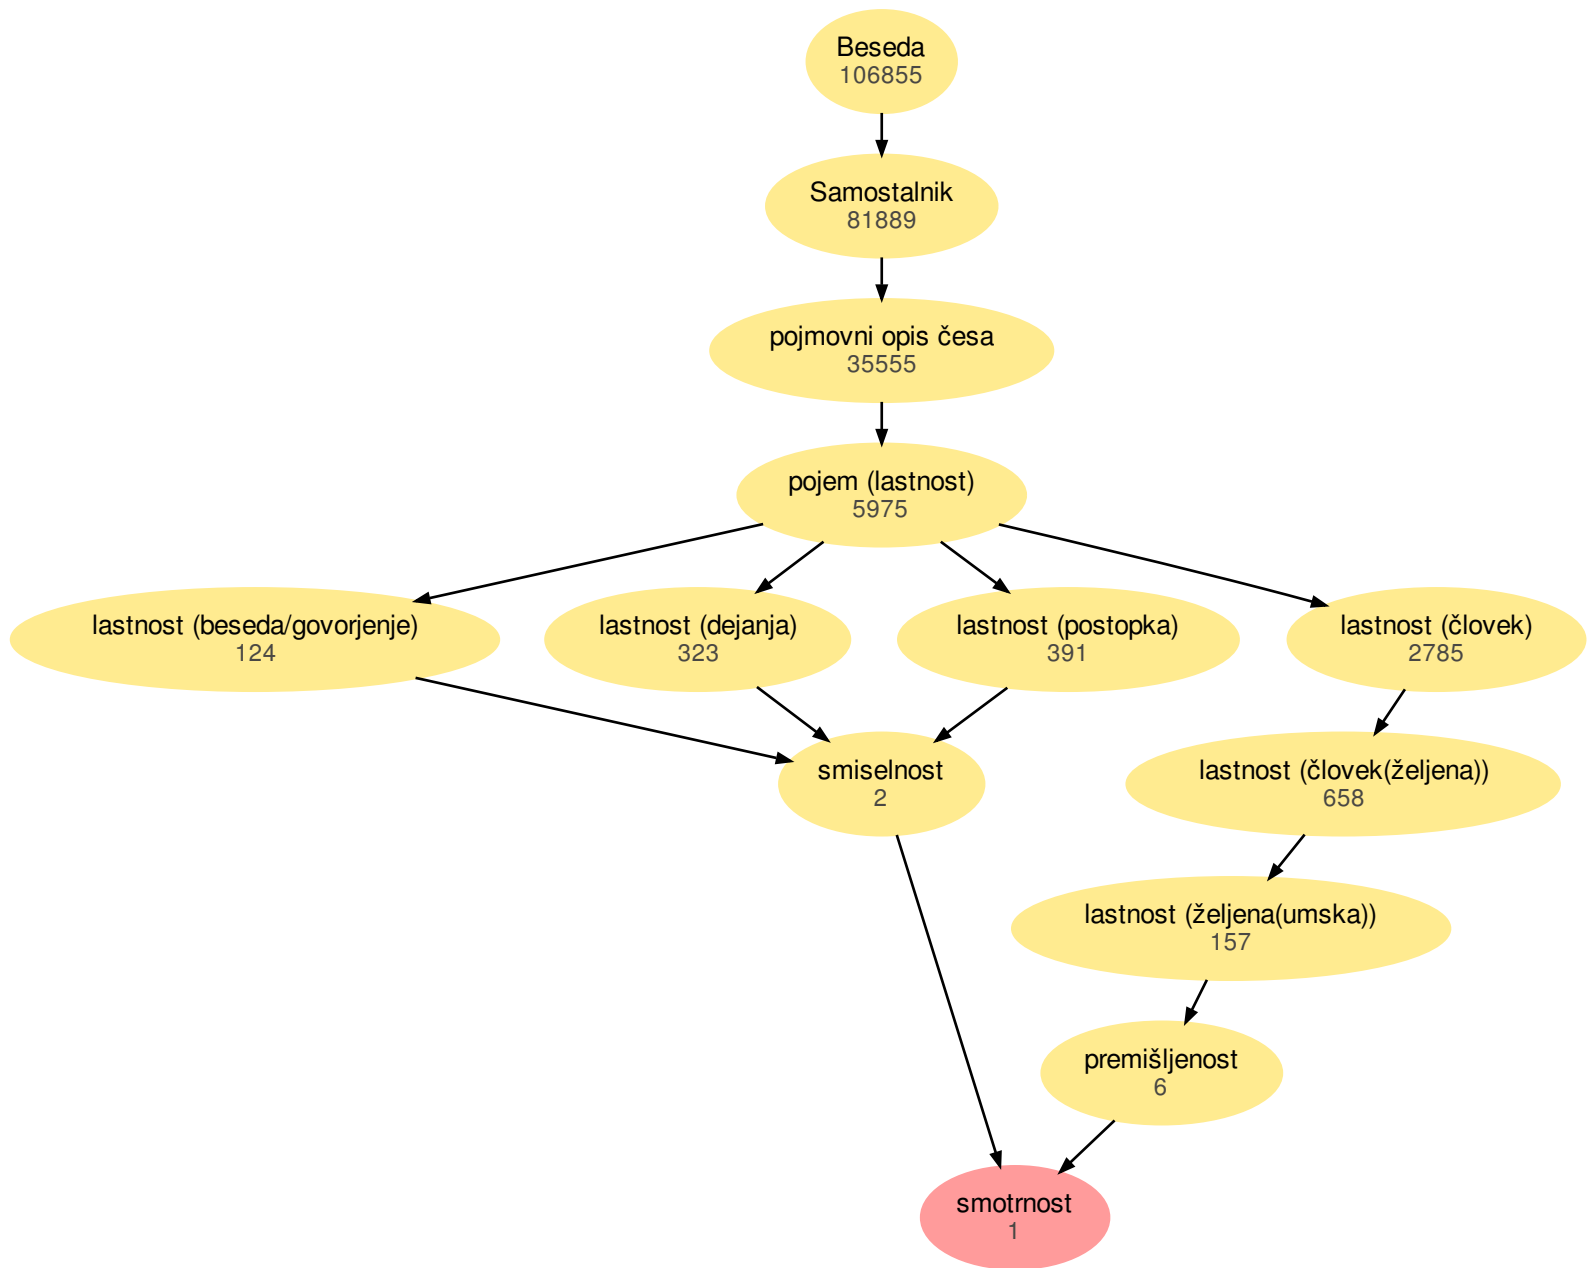 Beseda
106855
Samostalnik
81889
pojmovni opis česa
35555
pojem (lastnost)
5975
lastnost (beseda/govorjenje)
124
lastnost (dejanja)
323
lastnost (postopka)
391
lastnost (človek)
2785
smiselnost
2
lastnost (človek(željena))
658
lastnost (željena(umska))
157
premišljenost
6
smotrnost
1